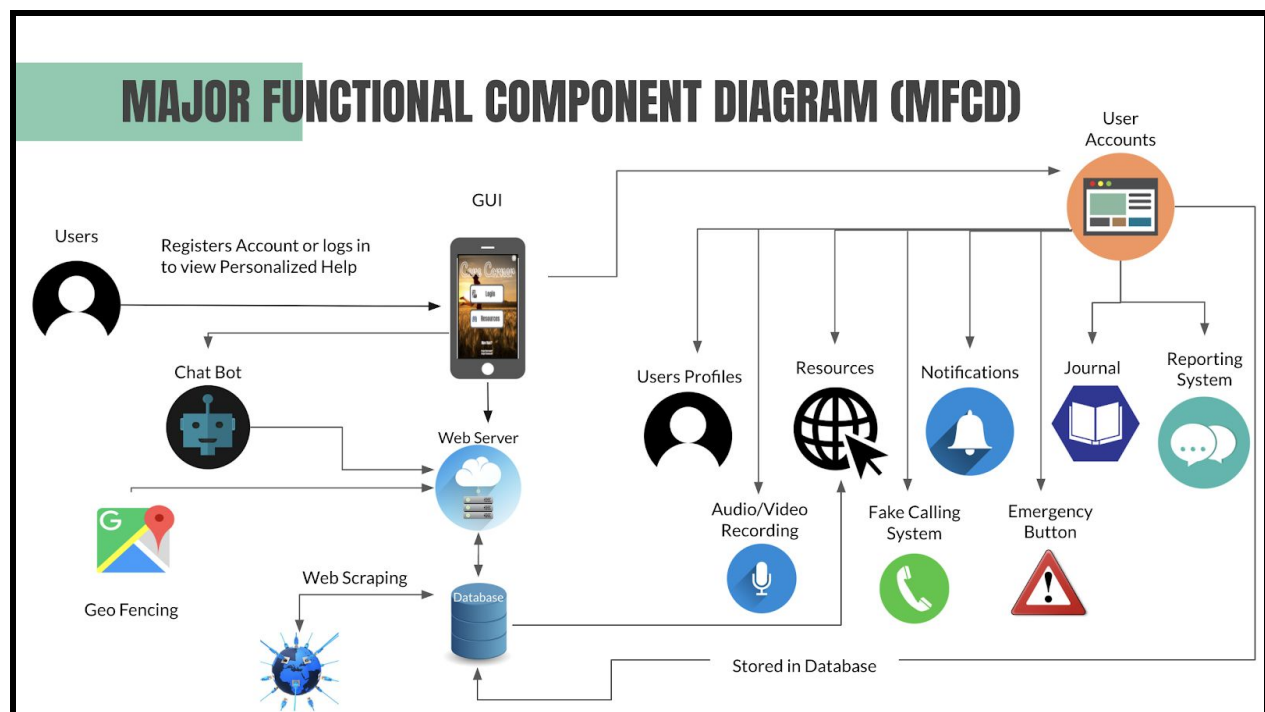 MAJOR FUNCTIONAL COMPONENT DIAGRAM (MFCD)
User
Accounts
GUI
Users
Registers Account or logs in
to view Personalized Help
Login
Resources
Chat Bot
Web Server
Users Profiles
Resources
Notifications
Journal
Reporting
System
Audio/Video
Recording
Fake Calling
System
Emergency
Button
G
Geo Fencing
Web Scraping
Database
Stored in Database